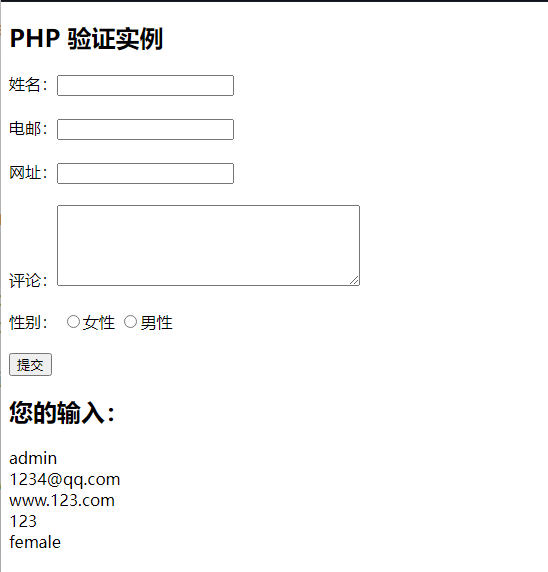 PHP 验证实例
姓名：
电邮：
网址：
评论：
性别： 女性 男性
提交
您的输入：
admin
1234@qq.com
www.123.com
123
female